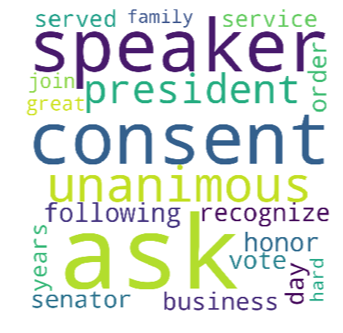 served family service
speaker
join president
great order
consent
unanimous
following recognize
years ask honor
vote day hard
senator business